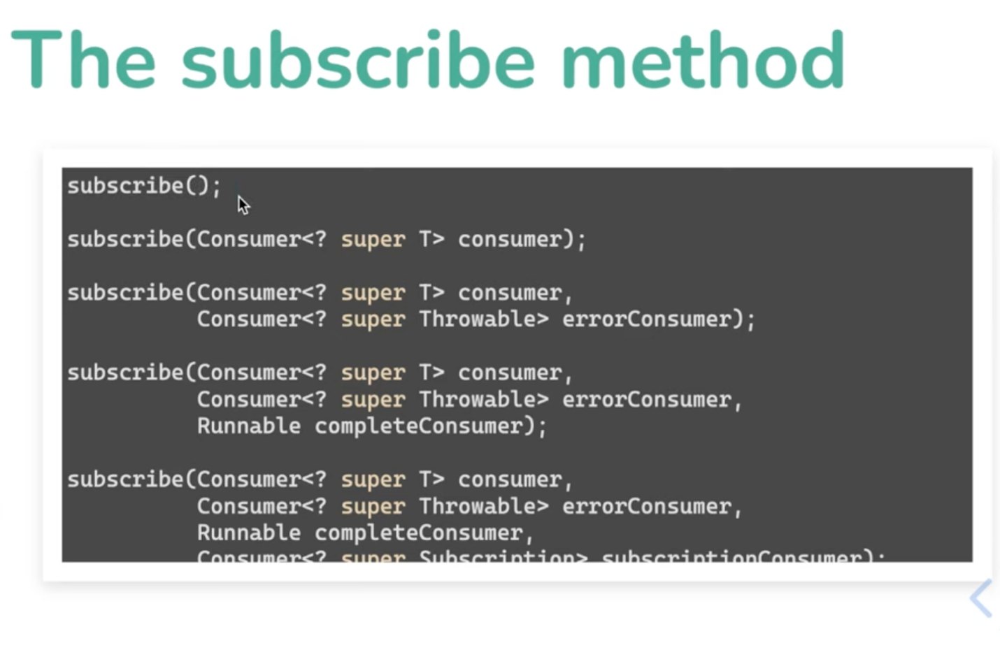 The subscribe method
subscribe();
subscribe(Consumer<? super T> consumer);
subscribe(Consumer<? super T> consumer,
Consumer<? super Throwable> errorConsumer);
subscribe(Consumer<? super T> consumer,
Consumer<? super Throwable> errorConsumer,
Runnable completeConsumer);
subscribe(Consumer<? super T> consumer,
Consumer<? super Throwable> errorConsumer,
Runnable completeConsumer,
Consumer<? super Subscription> subscriptionConsumer);